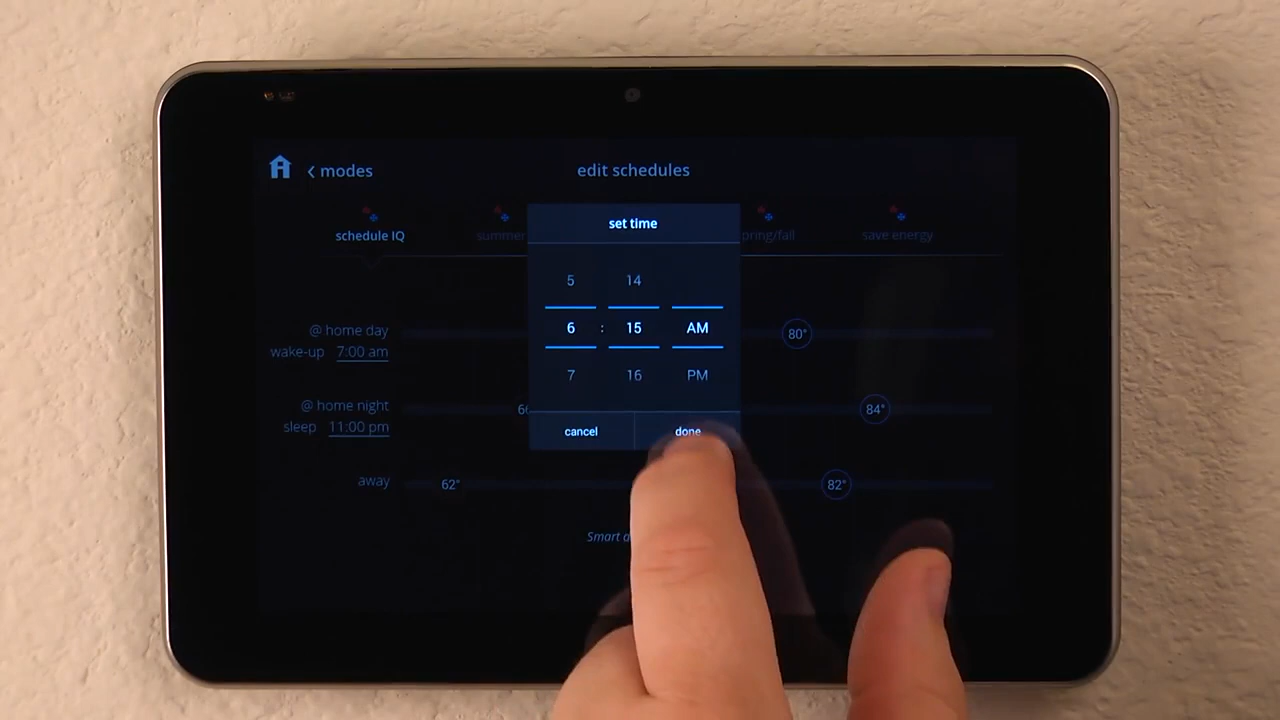 < modes
edit schedules
schedule IQ
summer
pring/fall
save energy
set time
5 14
6 : 15 AM
7 16 PM
cancel
done
@ home day
wake-up 7:00 am
80°
@ home night
sleep 11:00 pm
84°
away
62°
82°
Smart